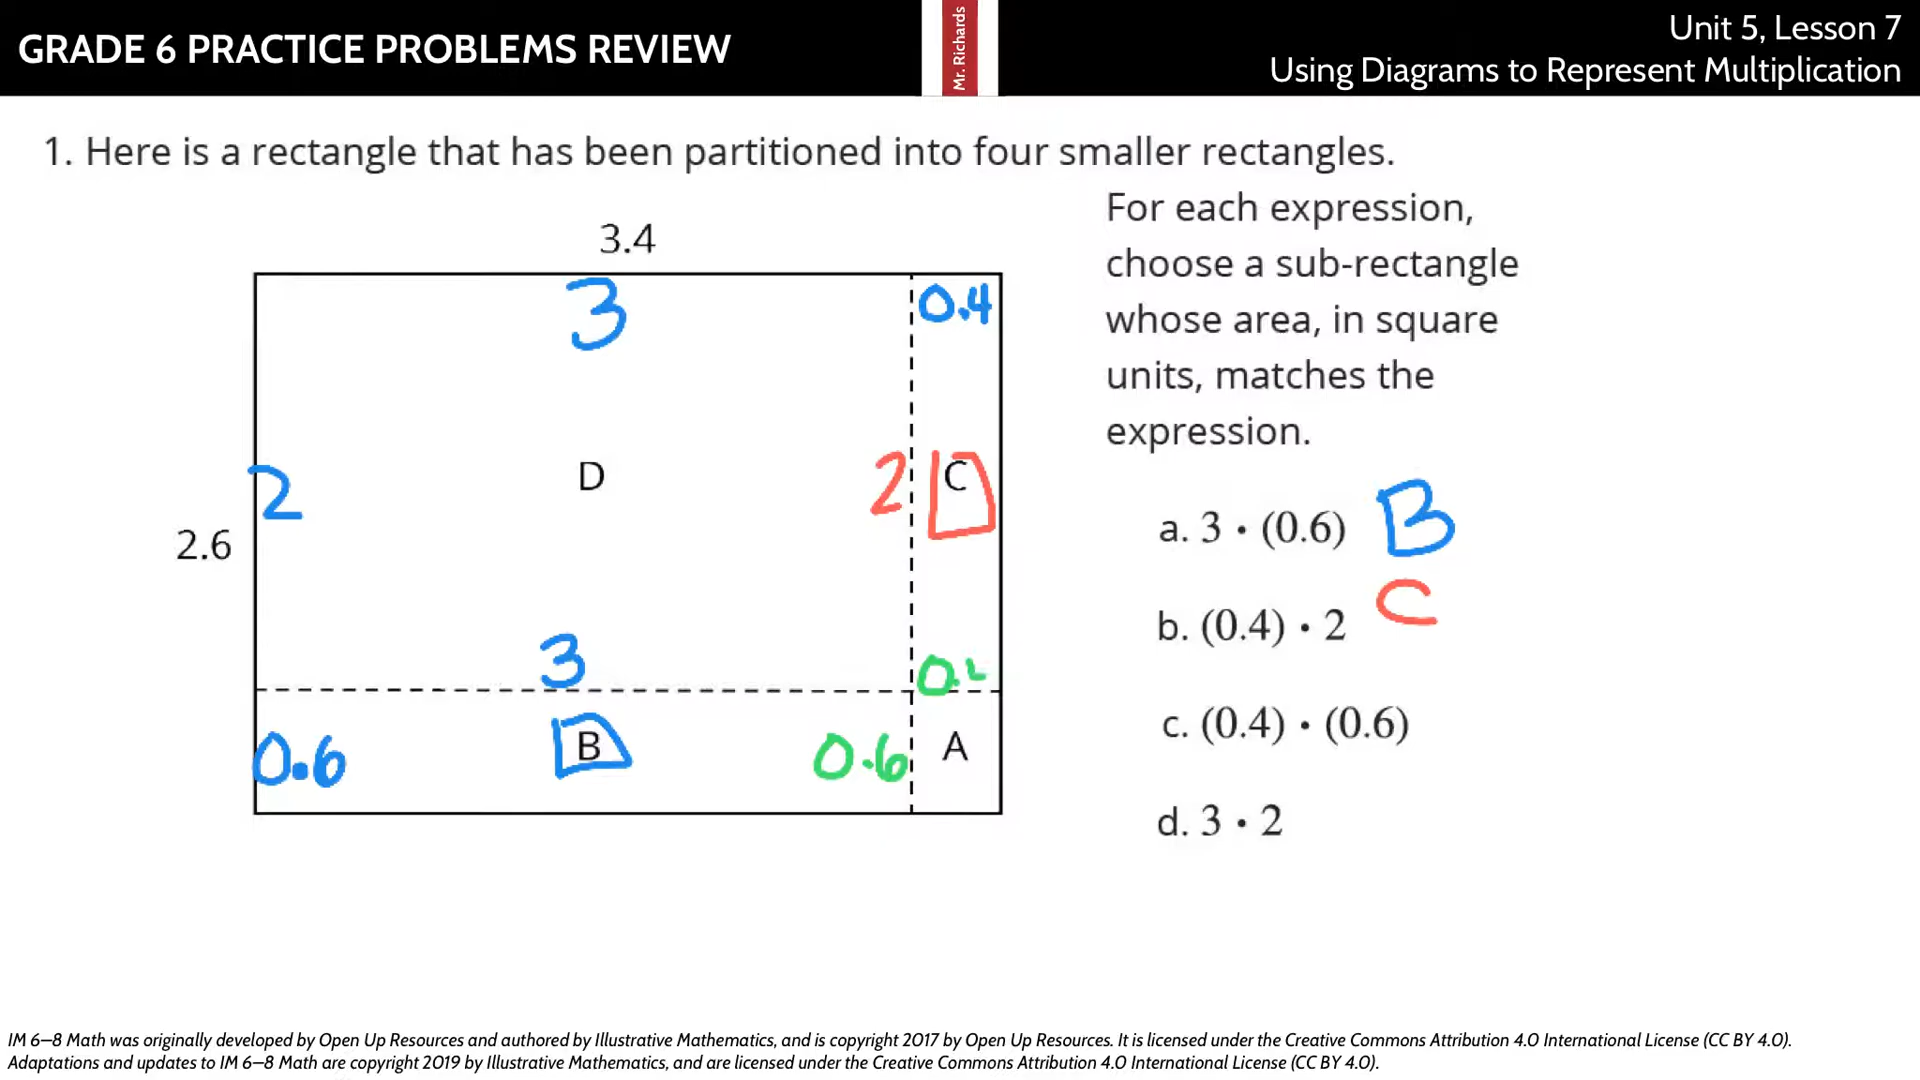 GRADE 6 PRACTICE PROBLEMS REVIEW
Mr. Richards
Unit 5, Lesson 7
Using Diagrams to Represent Multiplication
1. Here is a rectangle that has been partitioned into four smaller rectangles.
3.4
3
0.4
2
D
2
C
2.6
3
0.6
B
0.6
A
For each expression,
choose a sub-rectangle
whose area, in square
units, matches the
expression.
a. 3 • (0.6) B
b. (0.4) • 2 C
c. (0.4) • (0.6)
d. 3 • 2
IM 6–8 Math was originally developed by Open Up Resources and authored by Illustrative Mathematics, and is copyright 2017 by Open Up Resources. It is licensed under the Creative Commons Attribution 4.0 International License (CC BY 4.0).
Adaptations and updates to IM 6–8 Math are copyright 2019 by Illustrative Mathematics, and are licensed under the Creative Commons Attribution 4.0 International License (CC BY 4.0).